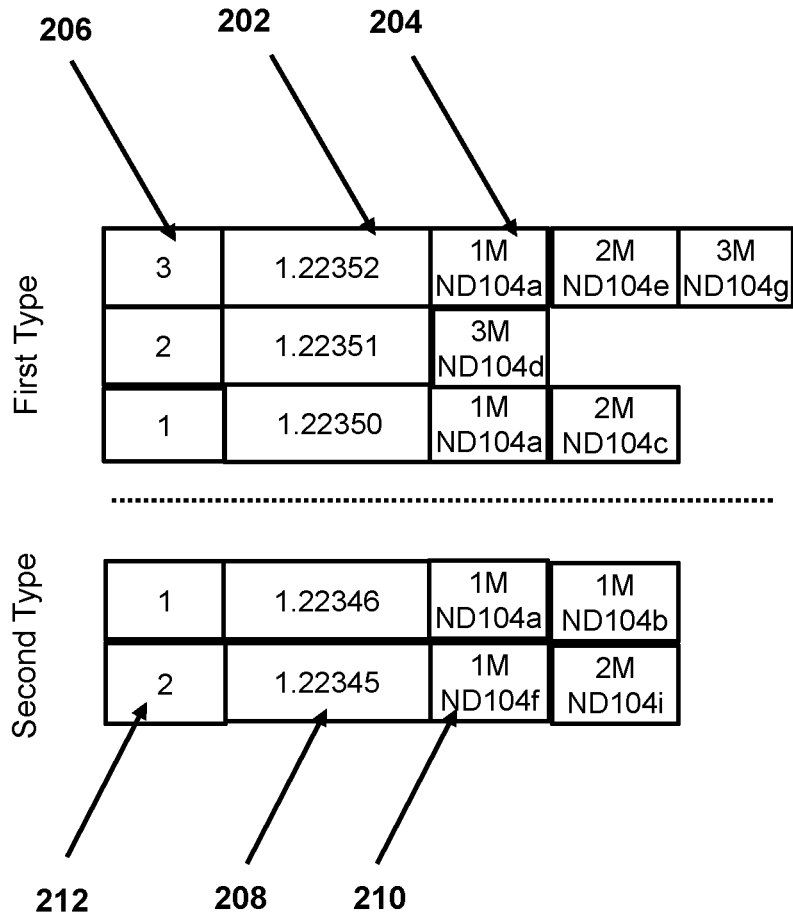 206 202 204
First Type
3 1.22352 1M 2M 3M
ND104a ND104e ND104g
2 1.22351 3M
ND104d
1 1.22350 1M 2M
ND104a ND104c
Second Type
1 1.22346 1M 1M
ND104a ND104b
2 1.22345 1M 2M
ND104f ND104i
212 208 210